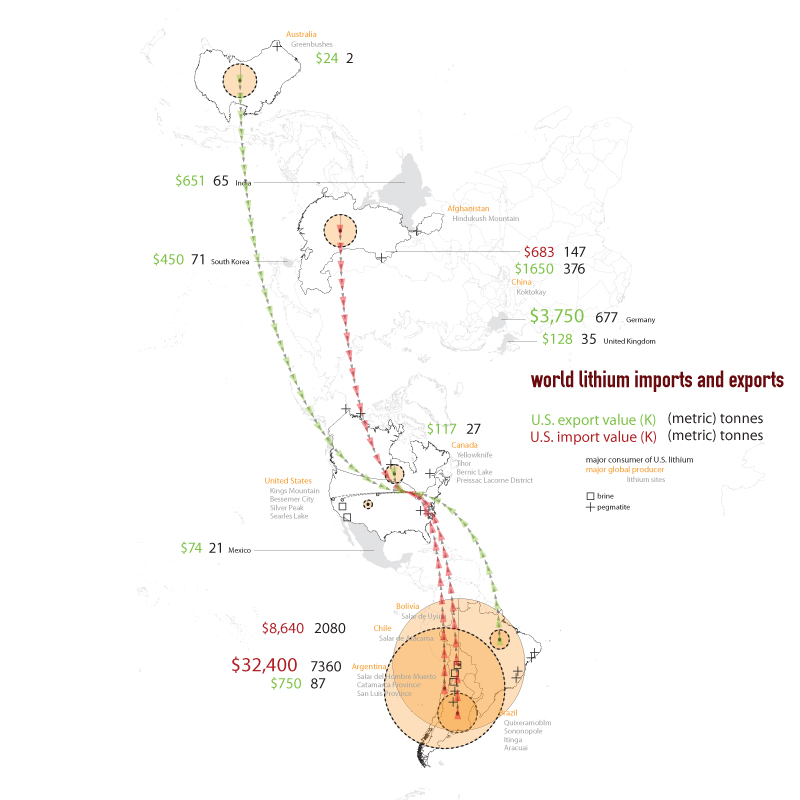 Australia
Greenbushes
$24 2
$651 65 India
Afghanistan
Hindukush Mountain
$683 147
$450 71 South Korea
$1650 376
China
Koktokay
$3,750 677 Germany
$128 35 United Kingdom
world lithium imports and exports
U.S. export value (K) (metric) tonnes
U.S. import value (K) (metric) tonnes
major consumer of U.S. lithium
major global producer
lithium sites
brine
pegmatite
$117 27
Canada
Yellowknife
Thor
Bernic Lake
Preissac Lacorne District
United States
Kings Mountain
Bessemer City
Silver Peak
Searles Lake
$74 21 Mexico
Bolivia
Salar de Uyuni
$8,640 2080 Chile
Salar de Atacama
$32,400 7360 Argentina
$750 87
Salar del Hombre Muerto
Catamarca Province
San Luis Province
Brazil
Quixeramobim
Sononopole
Itinga
Aracuai